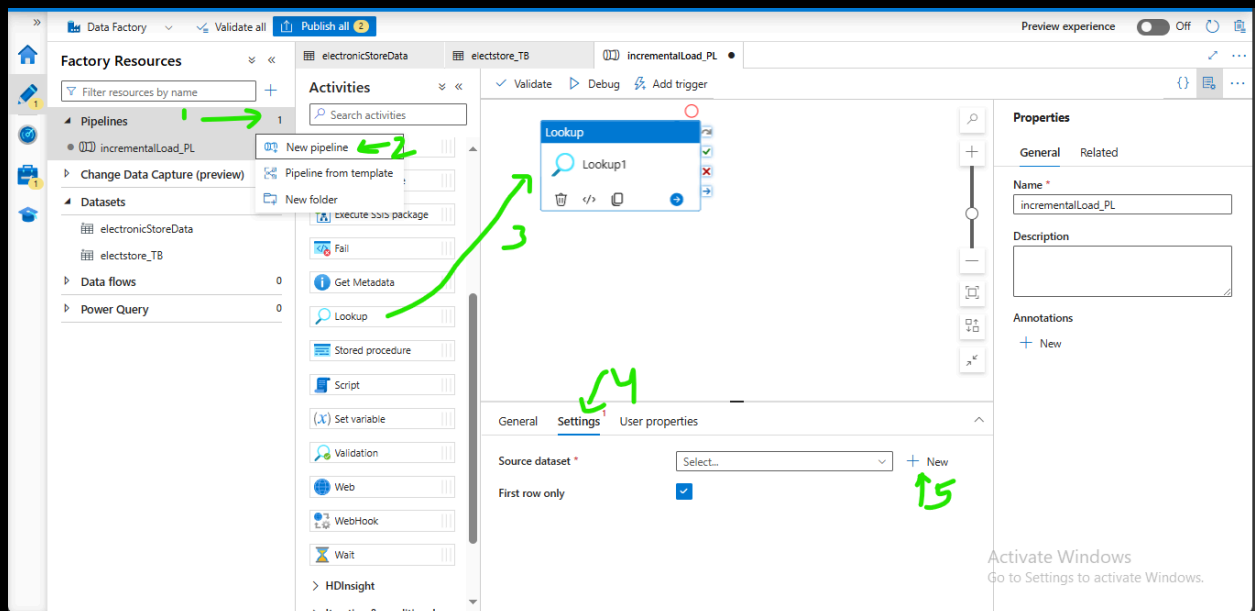 Data Factory
Validate all
Publish all 2
Preview experience
Off
1
1
Factory Resources
Filter resources by name
Pipelines 1
incrementalLoad_PL
Change Data Capture (preview)
Datasets
electronicStoreData
electstore_TB
Data flows 0
Power Query 0
1
New pipeline
2
Pipeline from template
New folder
electronicStoreData
electstore_TB
incrementalLoad_PL
Activities
Search activities
Execute SSIS package
Fail
Get Metadata
Lookup
Stored procedure
Script
(x) Set variable
Validation
Web
WebHook
Wait
HDInsight
3
Validate
Debug
Add trigger
Lookup
Lookup1
4
General
Settings 1
User properties
Source dataset *
Select...
New
First row only
5
Properties
General
Related
Name *
incrementalLoad_PL
Description
Annotations
New
Activate Windows
Go to Settings to activate Windows.